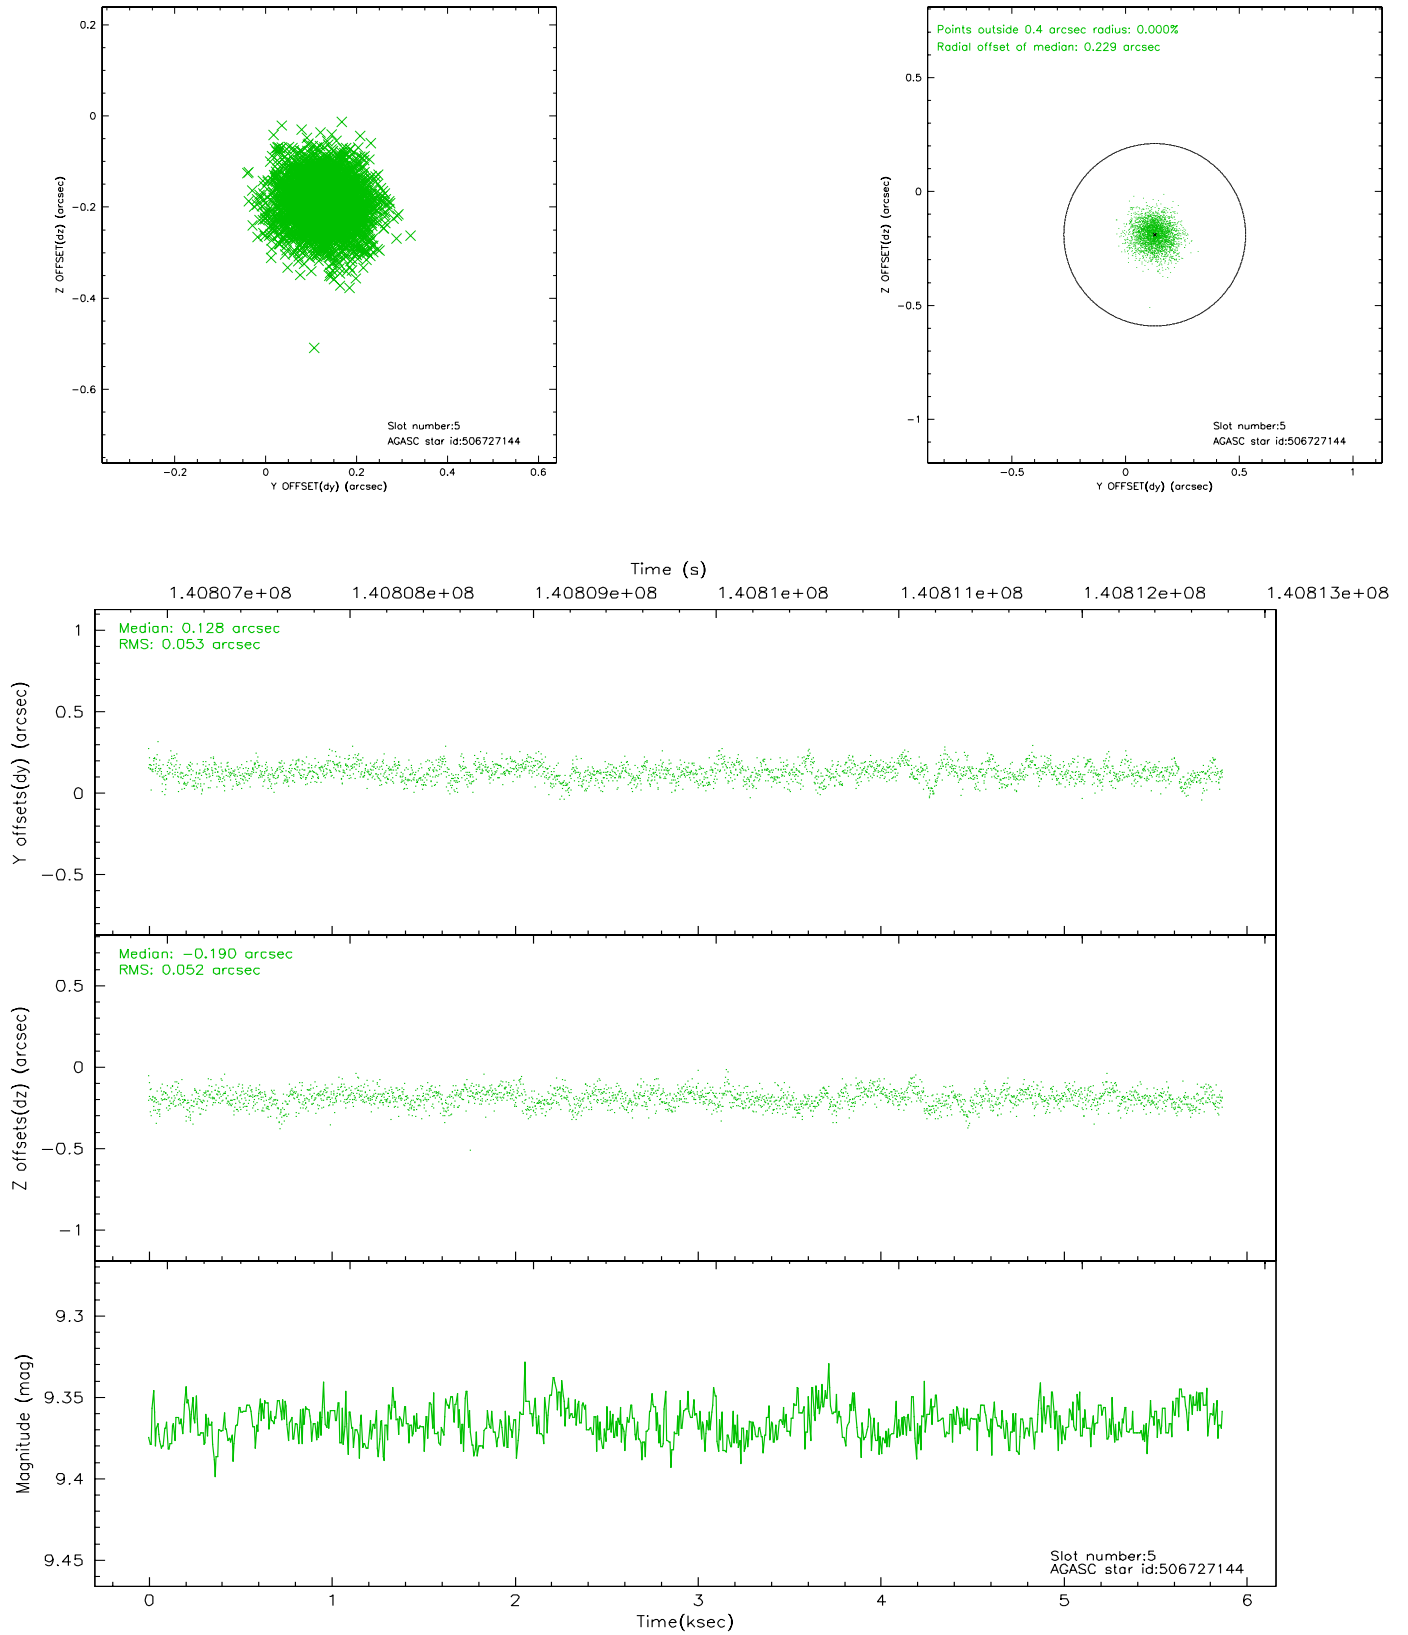 0.2
0
−0.2
−0.4
−0.6
Z OFFSET(dz) (arcsec)
Slot number:5
AGASC star id:506727144
−0.2 0 0.2 0.4 0.6
Y OFFSET(dy) (arcsec)
Points outside 0.4 arcsec radius: 0.000%
Radial offset of median: 0.229 arcsec
0.5
0
−0.5
−1
Z OFFSET(dz) (arcsec)
Slot number:5
AGASC star id:506727144
−0.5 0 0.5 1
Y OFFSET(dy) (arcsec)
Time (s)
1.40807e+08 1.40808e+08 1.40809e+08 1.4081e+08 1.40811e+08 1.40812e+08 1.40813e+08
Median: 0.128 arcsec
RMS: 0.053 arcsec
1
0.5
0
−0.5
Y offsets(dy) (arcsec)
Median: −0.190 arcsec
RMS: 0.052 arcsec
0.5
0
−0.5
−1
Z offsets(dz) (arcsec)
9.3
9.35
9.4
9.45
Magnitude (mag)
Slot number:5
AGASC star id:506727144
0 1 2 3 4 5 6
Time(ksec)